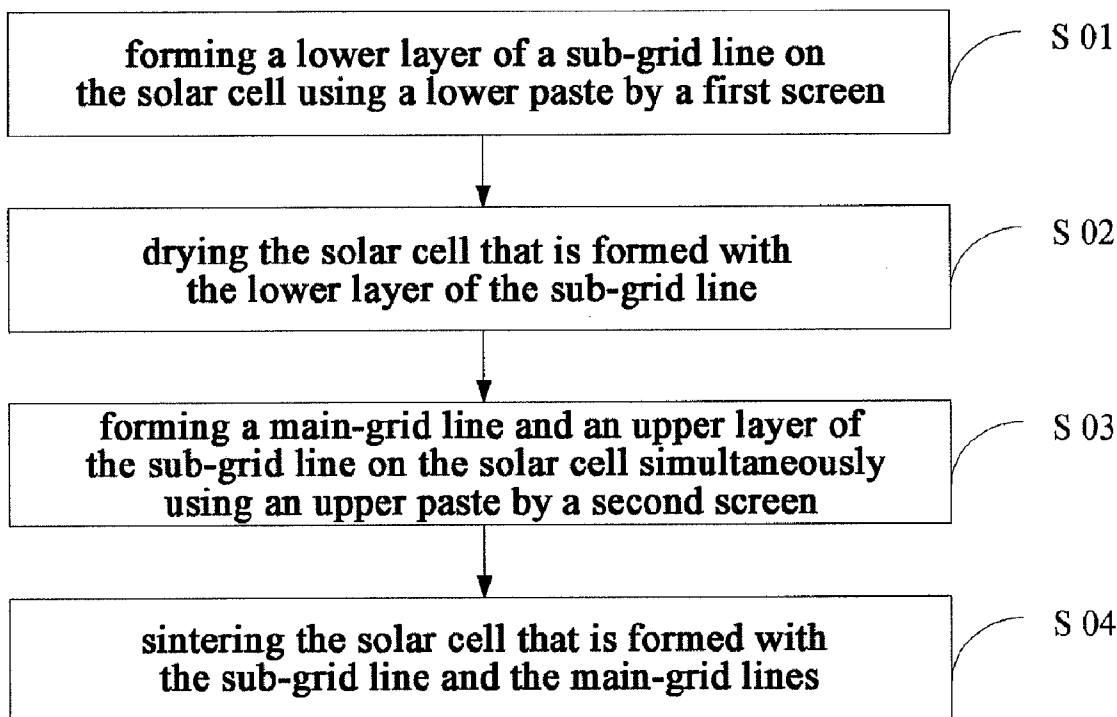 forming a lower layer of a sub-grid line on
the solar cell using a lower paste by a first screen
S 01
drying the solar cell that is formed with
the lower layer of the sub-grid line
S 02
forming a main-grid line and an upper layer of
the sub-grid line on the solar cell simultaneously
using an upper paste by a second screen
S 03
sintering the solar cell that is formed with
the sub-grid line and the main-grid lines
S 04